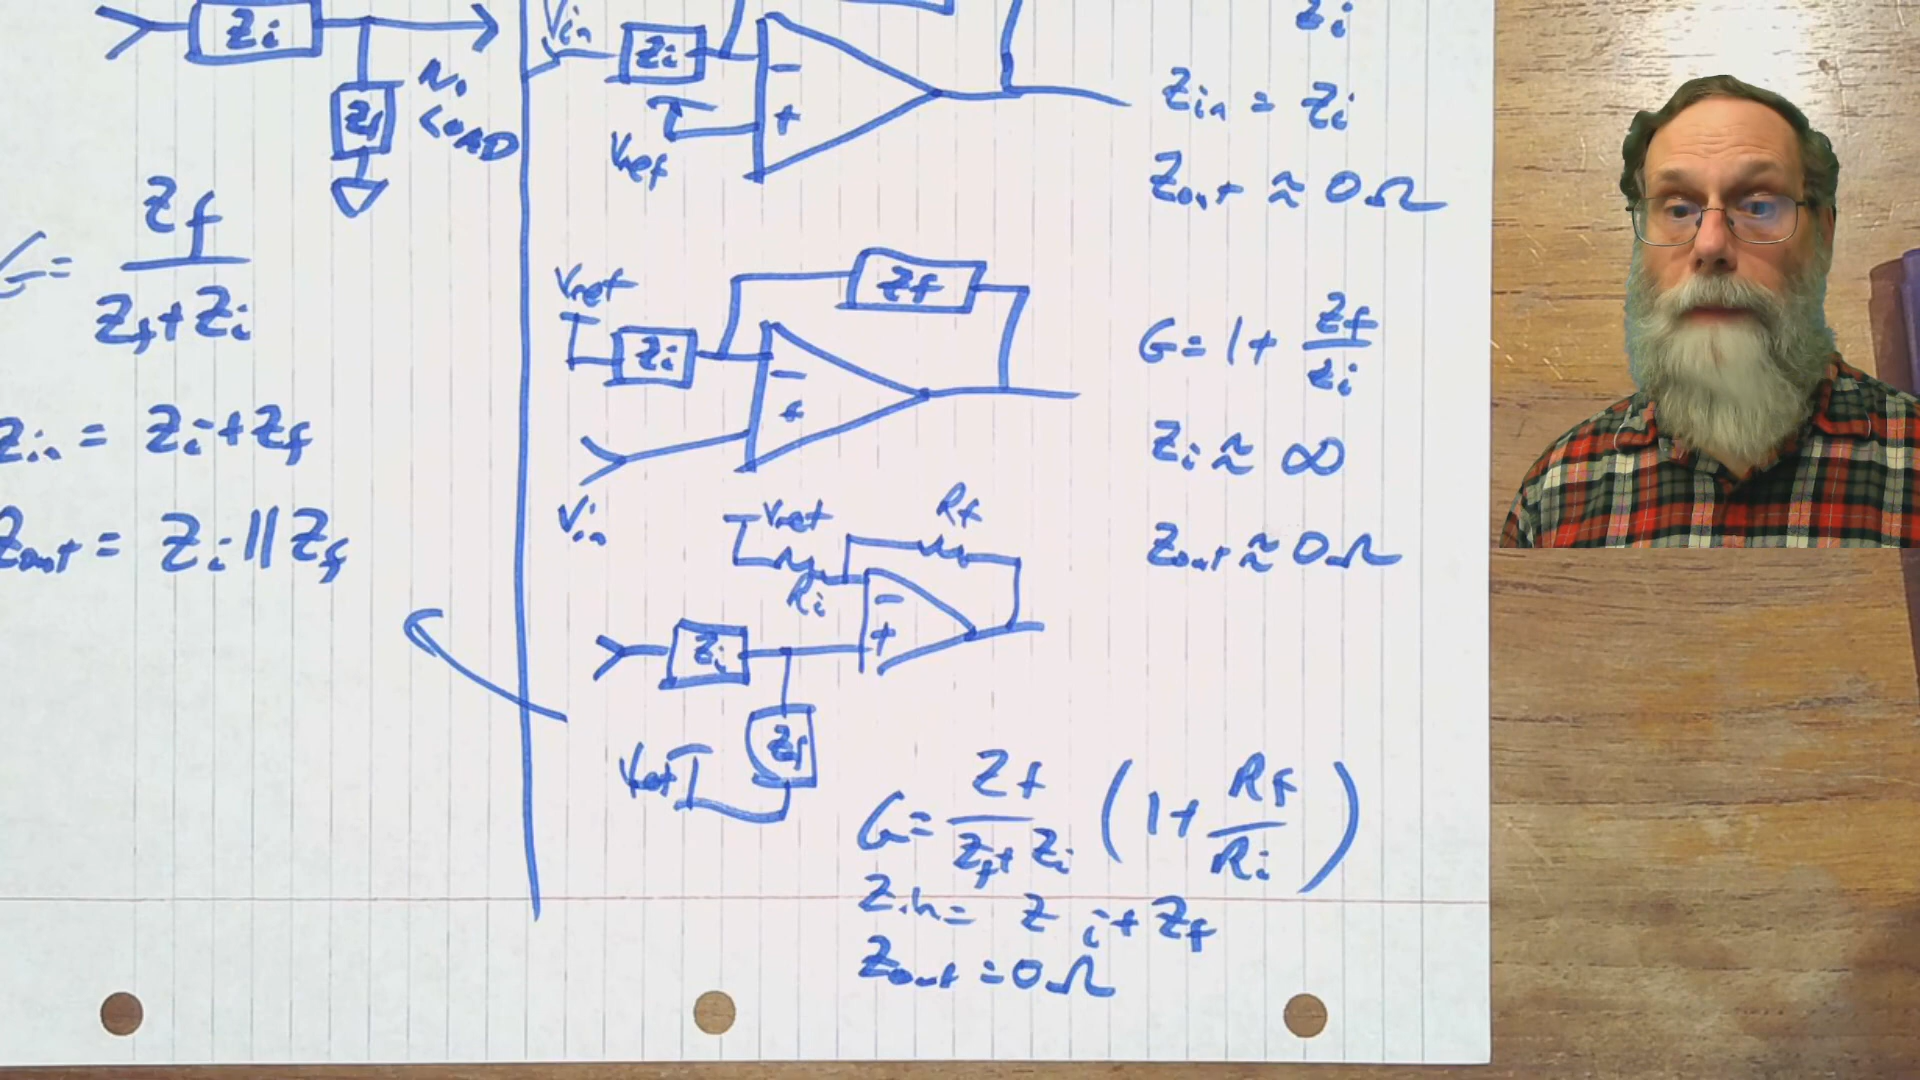 Zi
Zf
No
LOAD
G= Zf
Zf+Zi
Zin = Zi+Zf
Zout = Zi||Zf
Vin
Zi
-
+
Vref
Zi
Zin = Zi
Zout ≈ 0Ω
Vref
Zi
Zf
-
+
Vin
G= 1+ Zf
Zi
Zi ≈ ∞
Zout ≈ 0Ω
Vref
Rf
Ri
-
+
Zi
Zf
Vref
G= Zf
Zf+Zi
(1+ Rf
Ri)
Zin= Zi+Zf
Zout=0Ω